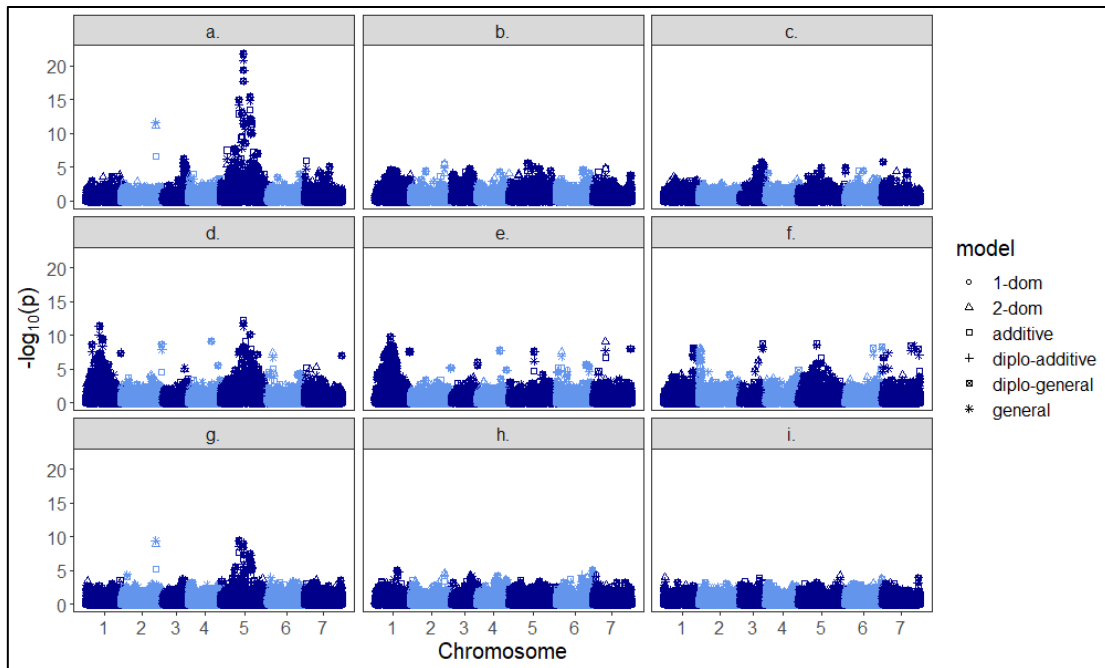 a. b. c.
20
15
10
5
0
d. e. f.
20
15
10
5
0
-log10(p)
g. h. i.
20
15
10
5
0
1 2 3 4 5 6 7 1 2 3 4 5 6 7 1 2 3 4 5 6 7
Chromosome
model
1-dom
2-dom
additive
diplo-additive
diplo-general
general